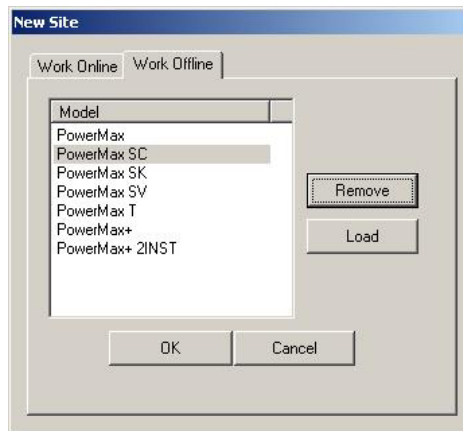 New Site
Work Online Work Offline
Model
PowerMax
PowerMax SC
PowerMax SK
PowerMax SV
PowerMax T
PowerMax+
PowerMax+ 2INST
Remove
Load
OK Cancel